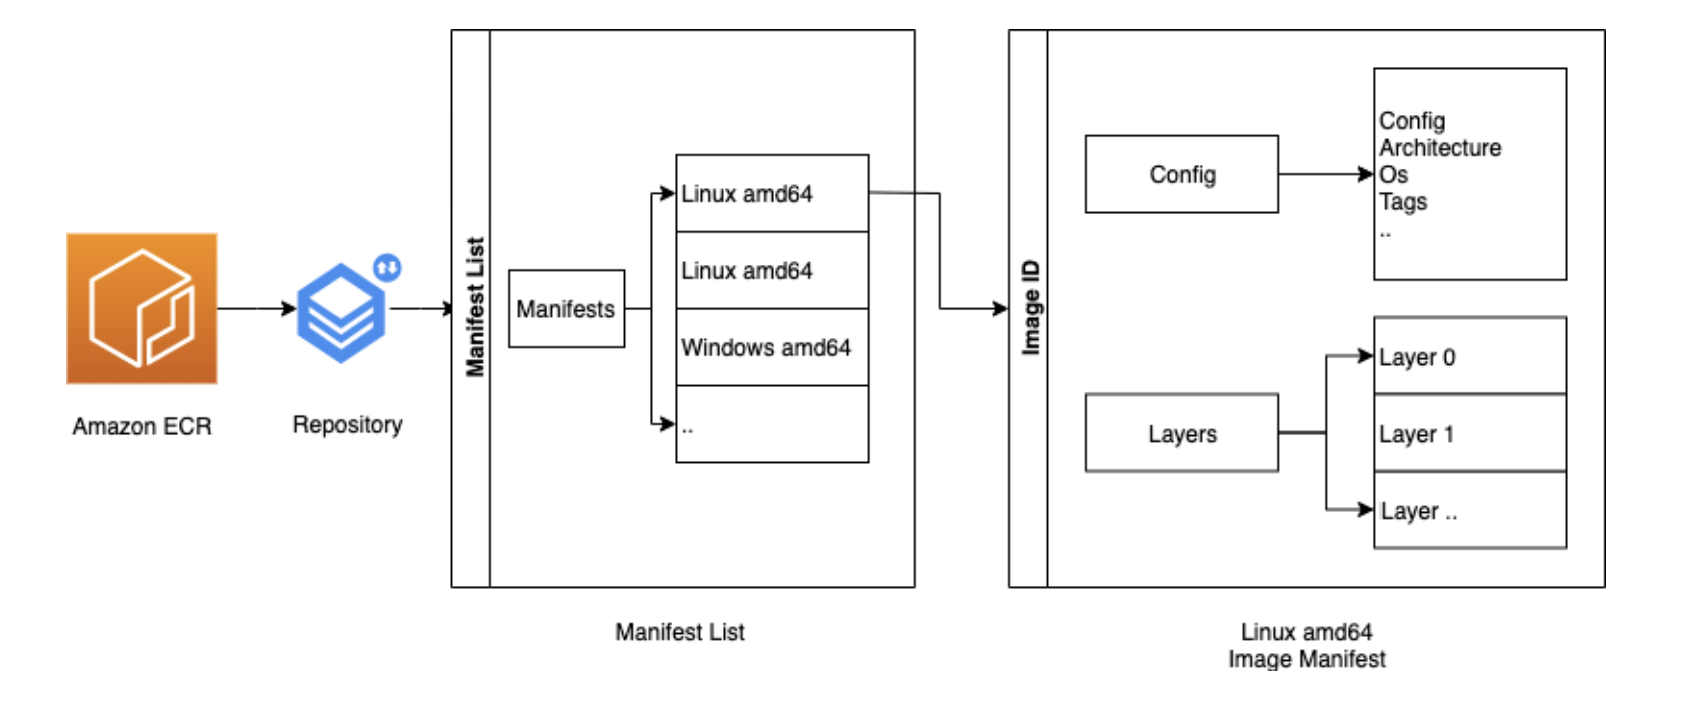 Amazon ECR
Repository
Manifest List
Manifests
Linux amd64
Linux amd64
Windows amd64
..
Manifest List
Image ID
Config
Config
Architecture
Os
Tags
..
Layers
Layer 0
Layer 1
Layer ..
Linux amd64
Image Manifest